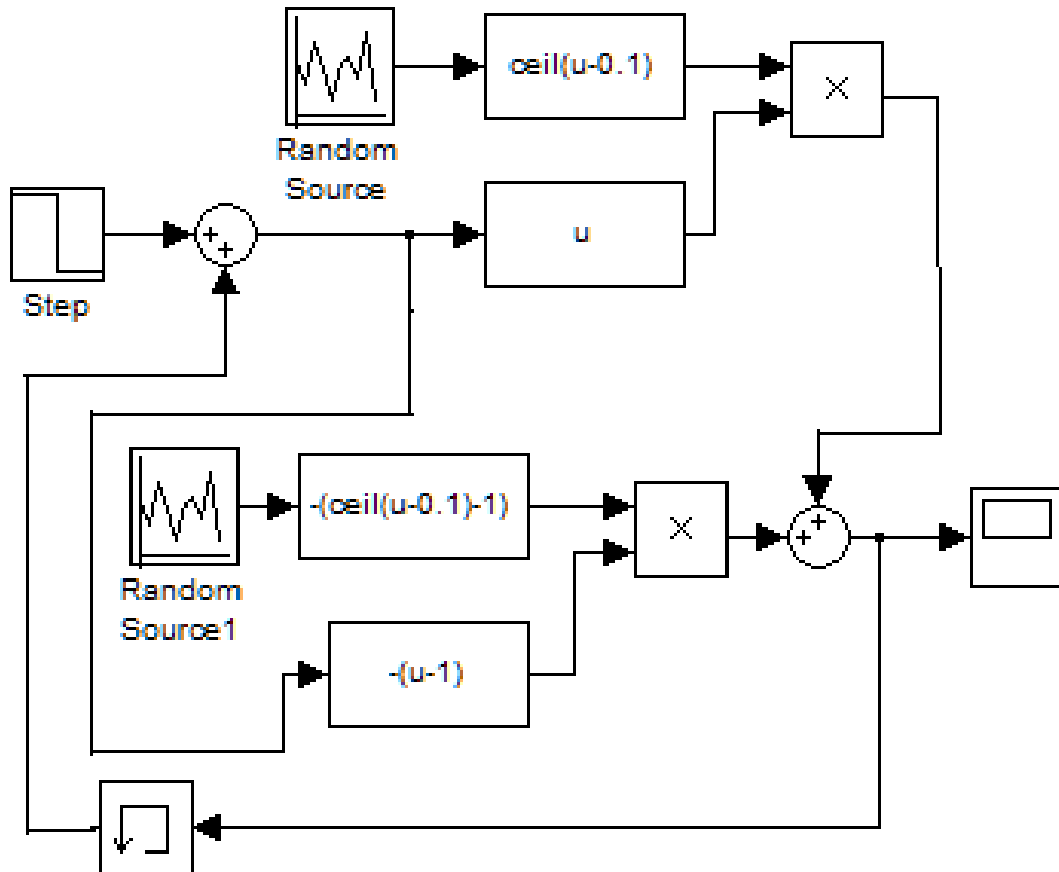 ceil(u-0.1)
×
Random
Source
+
+
u
Step
-(ceil(u-0.1)-1)
×
+
+
Random
Source1
-(u-1)